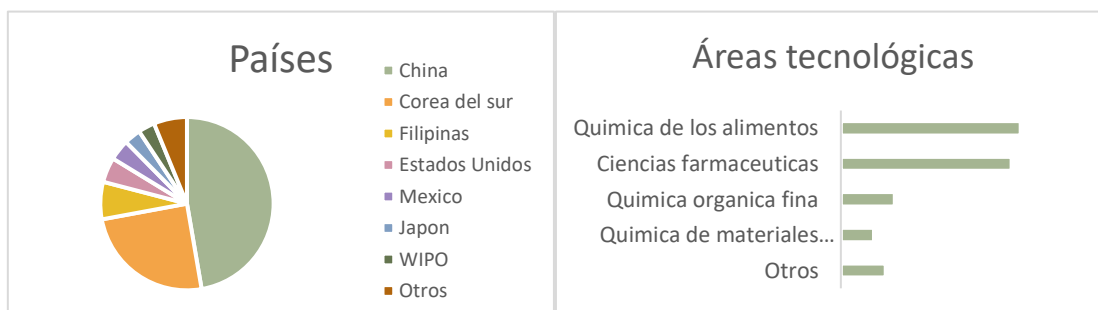 Países
China
Corea del sur
Filipinas
Estados Unidos
Mexico
Japon
WIPO
Otros
Áreas tecnológicas
Quimica de los alimentos
Ciencias farmaceuticas
Quimica organica fina
Quimica de materiales...
Otros